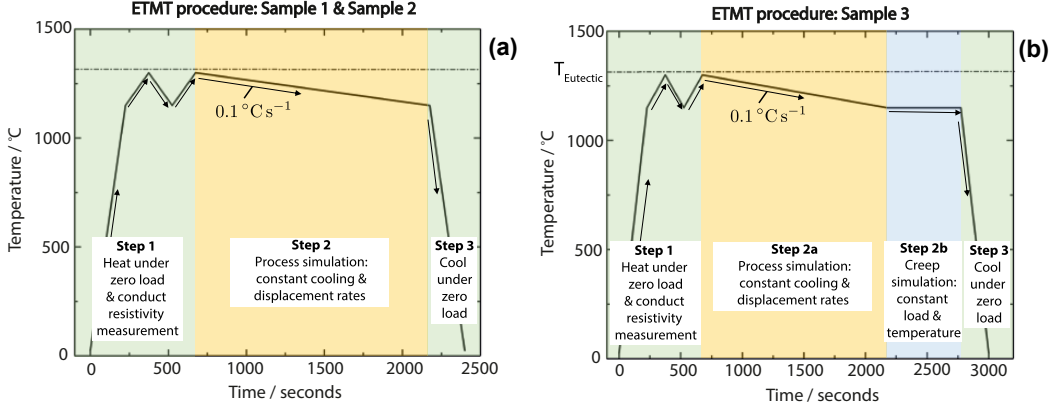 ETMT procedure: Sample 1 & Sample 2
(a)
1500
1000
500
0
Temperature / °C
0.1 °C s⁻¹
Step 1
Heat under
zero load
& conduct
resistivity
measurement
Step 2
Process simulation:
constant cooling &
displacement rates
Step 3
Cool
under
zero
load
0 500 1000 1500 2000 2500
Time / seconds
ETMT procedure: Sample 3
(b)
1500
T_Eutectic
1000
500
0
Temperature / °C
0.1 °C s⁻¹
Step 1
Heat under
zero load
& conduct
resistivity
measurement
Step 2a
Process simulation:
constant cooling &
displacement rates
Step 2b
Creep
simulation:
constant
load &
temperature
Step 3
Cool
under
zero
load
0 500 1000 1500 2000 2500 3000
Time / seconds